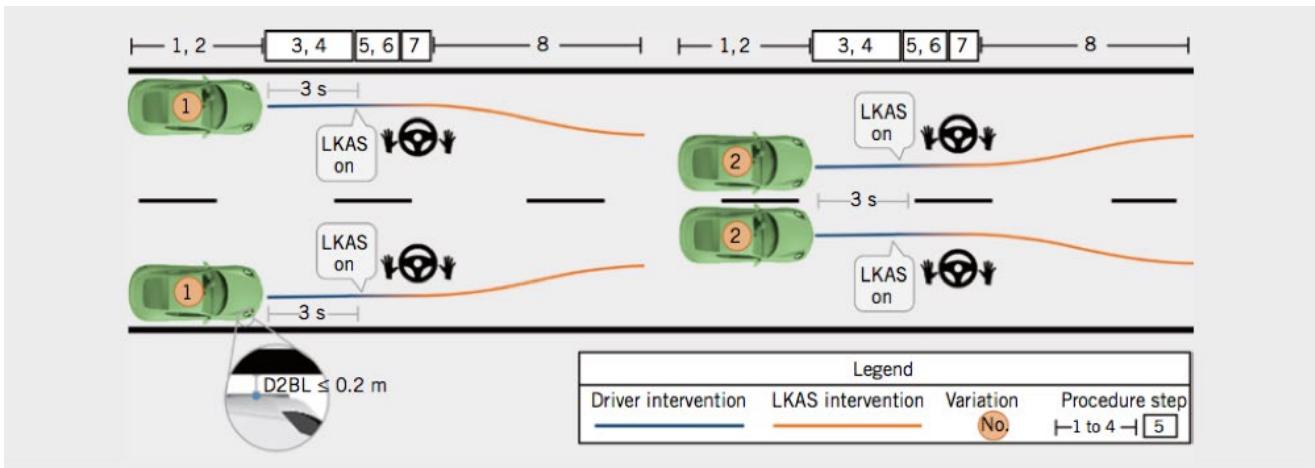 1, 2 3, 4 5, 6 7 8 1,2 3, 4 5, 6 7 8
1 3 s
LKAS
on
LKAS
on
2
3 s
2
LKAS
on
LKAS
on
1
3 s
D2BL ≤ 0.2 m
Legend
Driver intervention LKAS intervention Variation Procedure step
No. 1 to 4 5